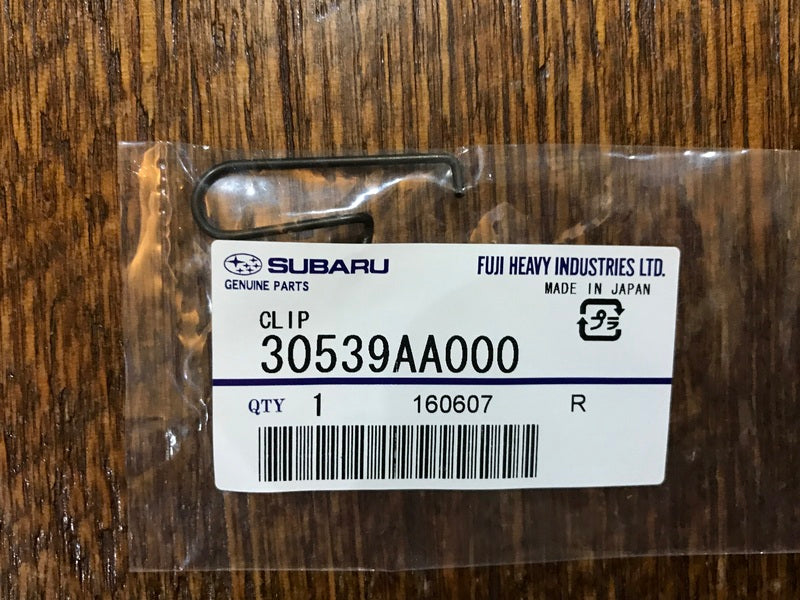 SUBARU FUJI HEAVY INDUSTRIES LTD.
GENUINE PARTS MADE IN JAPAN
プラ
CLIP
30539AA000
QTY 1 160607 R